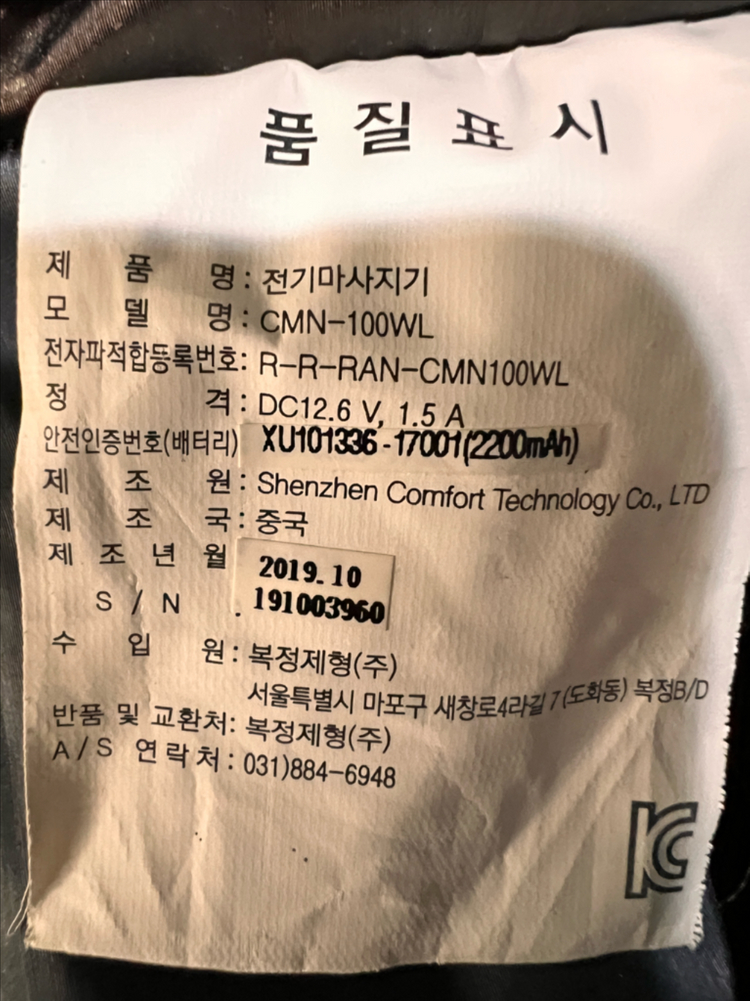 품질표시
제 품 명 : 전기마사지기
모 델 명 : CMN-100WL
전자파적합등록번호: R-R-RAN-CMN100WL
정 격 : DC12.6 V, 1.5 A
안전인증번호(배터리) XU101336-17001(2200mAh)
제 조 원 : Shenzhen Comfort Technology Co., LTD
제 조 국 : 중국
제 조 년 월 2019. 10
S / N . 191003960
수 입 원 : 복정제형(주)
서울특별시 마포구 새창로4라길 7 (도화동) 복정B/D
반품 및 교환처: 복정제형(주)
A/S 연락처 : 031)884-6948
KC